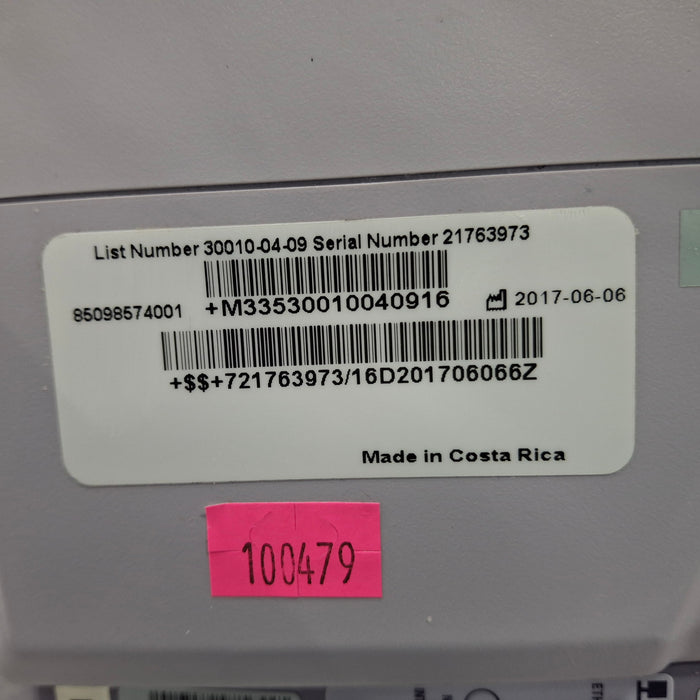 List Number 30010-04-09 Serial Number 21763973
85098574001 +M33530010040916 2017-06-06
+$$+721763973/16D201706066Z
Made in Costa Rica
100479